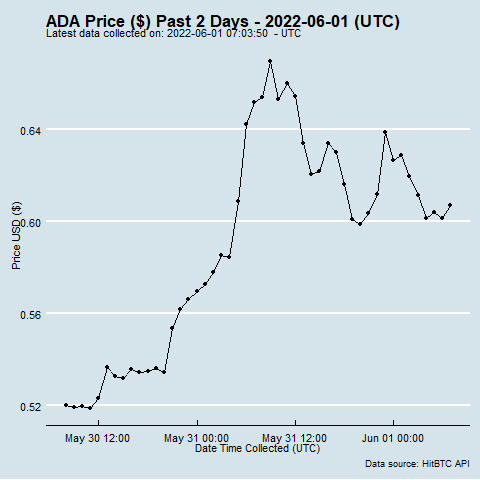 ADA Price ($) Past 2 Days - 2022-06-01 (UTC)
Latest data collected on: 2022-06-01 07:03:50 - UTC
0.64
0.60
0.56
0.52
Price USD ($)
May 30 12:00
May 31 00:00
May 31 12:00
Jun 01 00:00
Date Time Collected (UTC)
Data source: HitBTC API